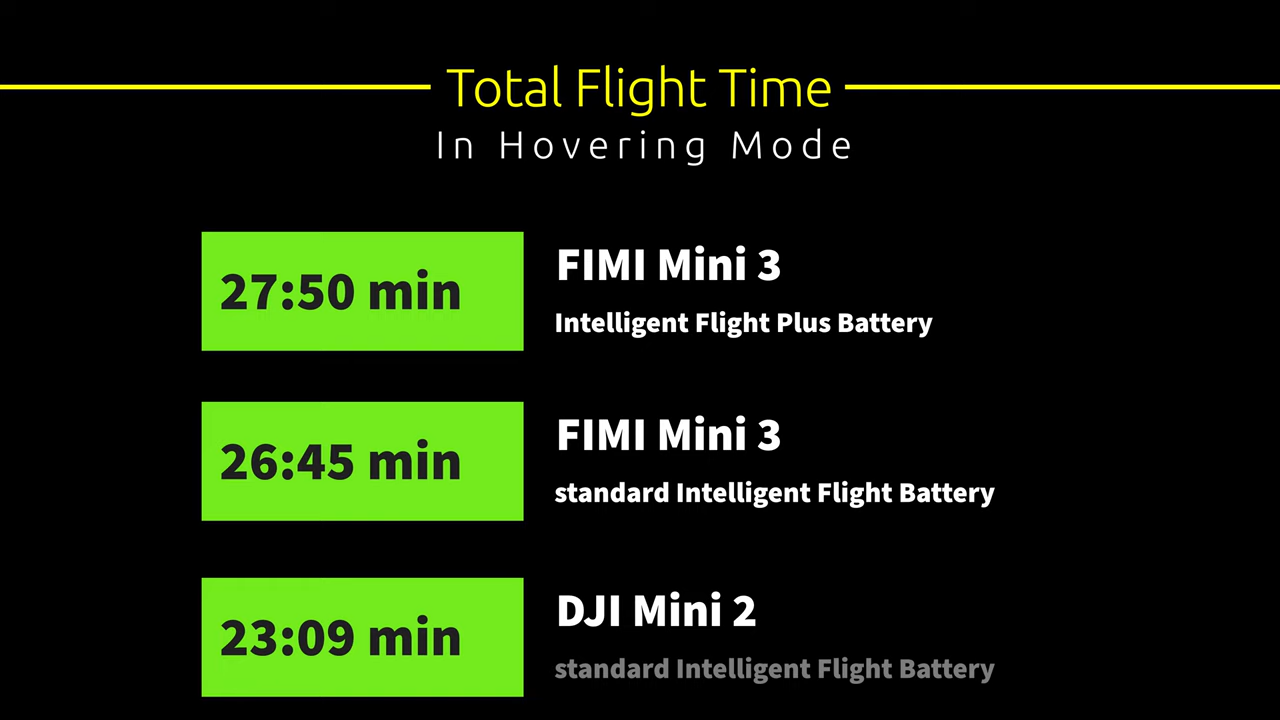 Total Flight Time
In Hovering Mode
27:50 min
FIMI Mini 3
Intelligent Flight Plus Battery
26:45 min
FIMI Mini 3
standard Intelligent Flight Battery
23:09 min
DJI Mini 2
standard Intelligent Flight Battery